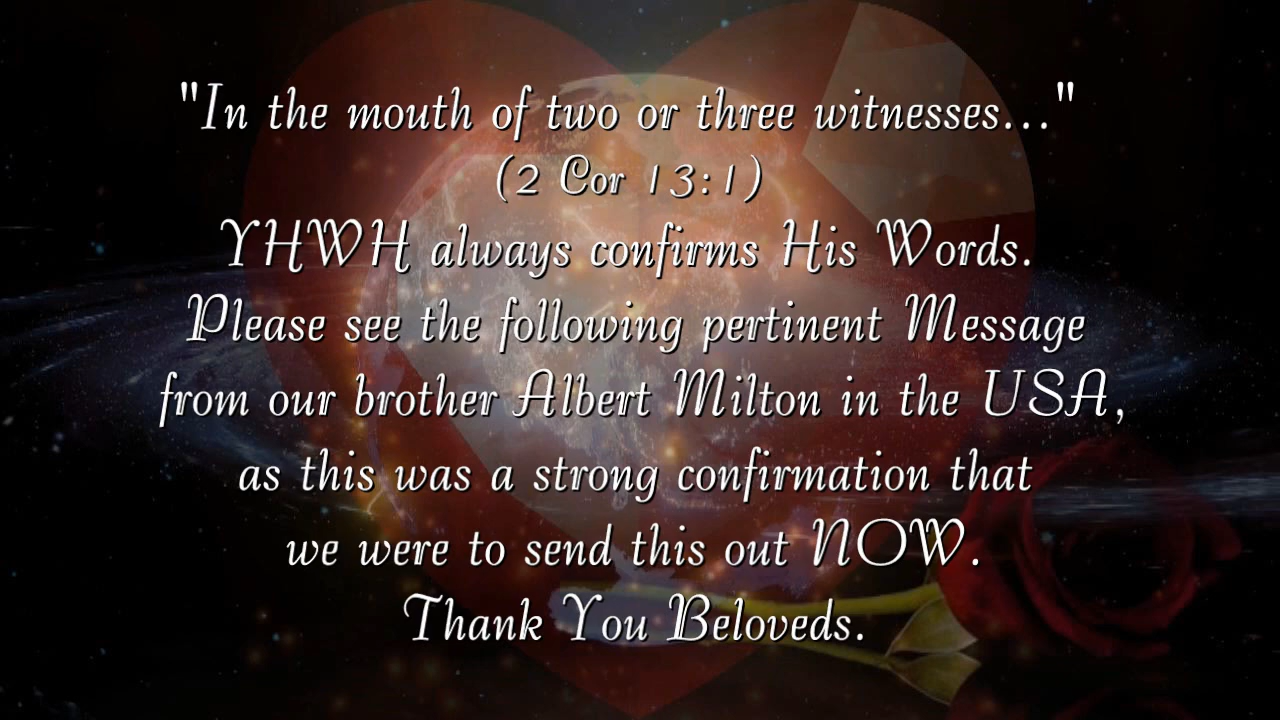 "In the mouth of two or three witnesses..."
(2 Cor 13:1)
YHWH always confirms His Words.
Please see the following pertinent Message
from our brother Albert Milton in the USA,
as this was a strong confirmation that
we were to send this out NOW.
Thank You Beloveds.